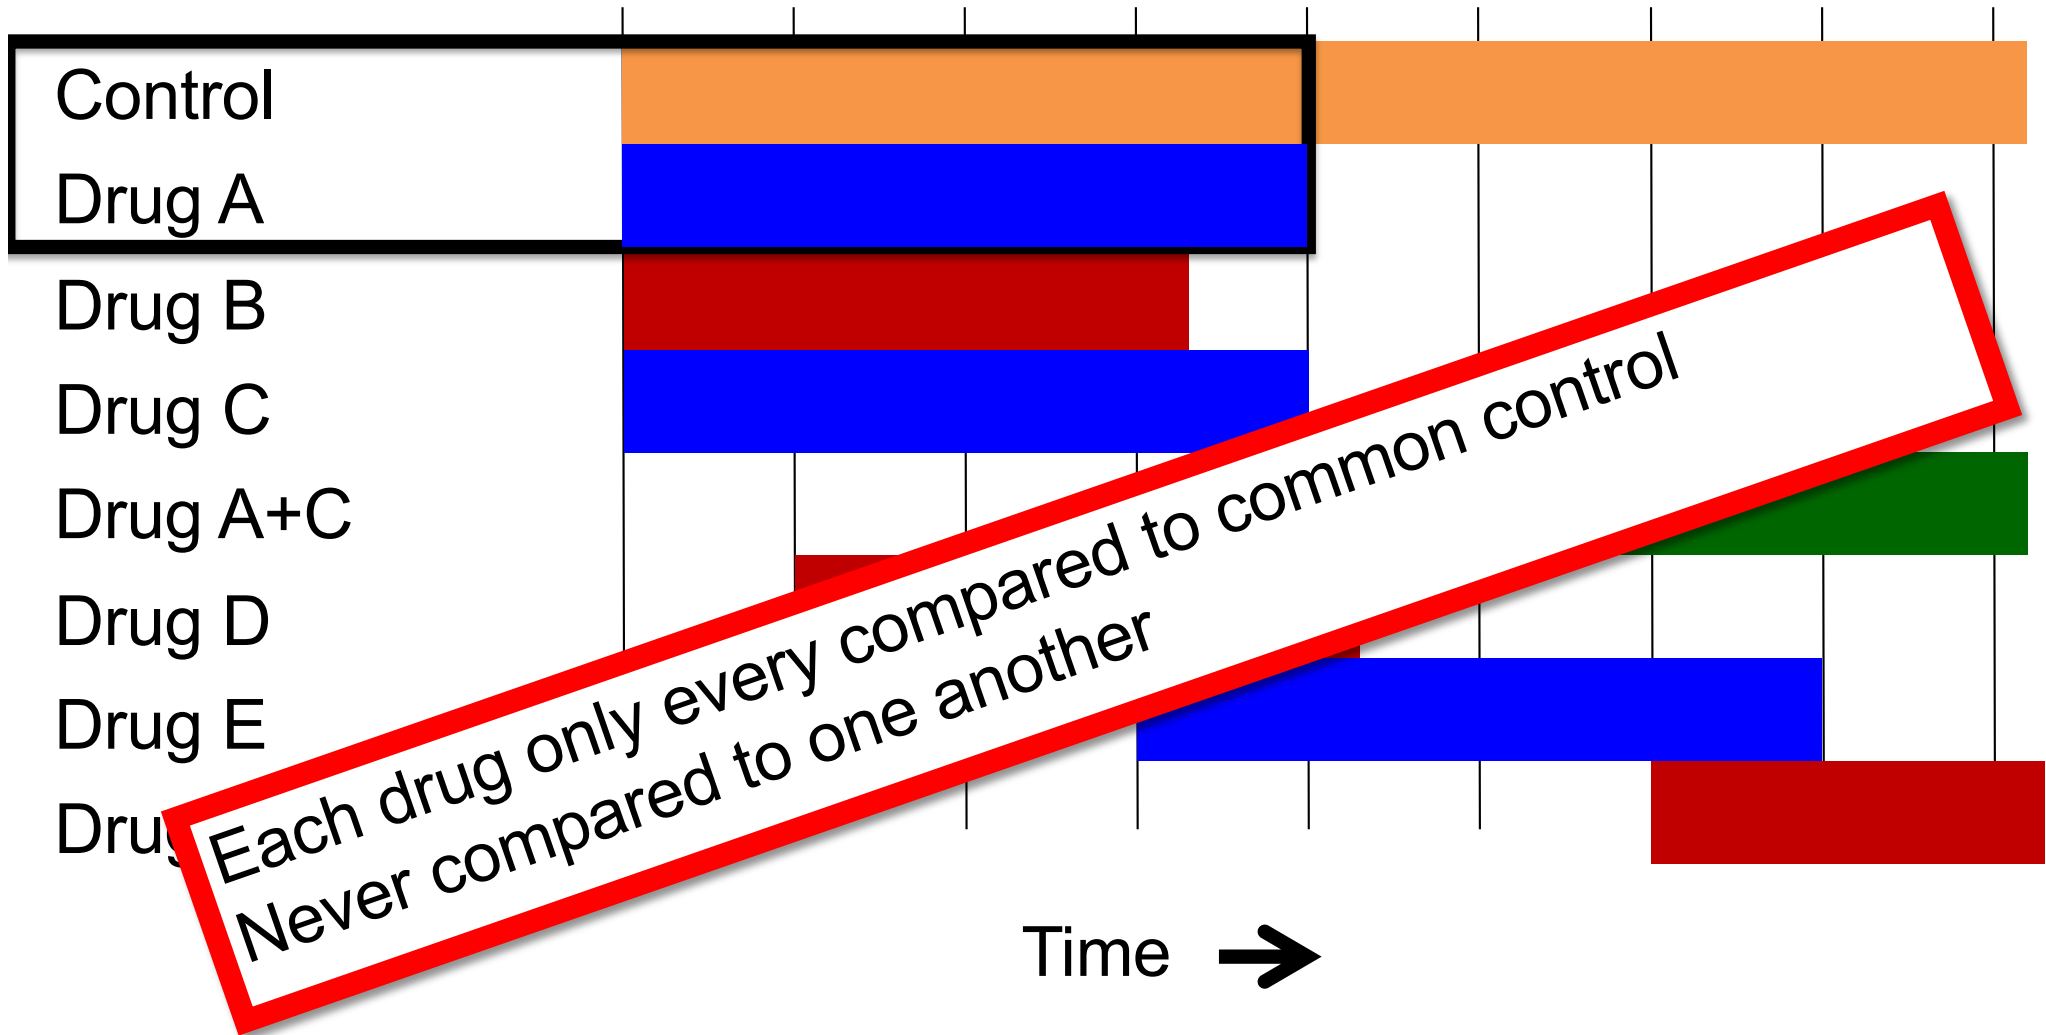 Control
Drug A
Drug B
Drug C
Drug A+C
Drug D
Drug E
Drug
Each drug only every compared to common control
Never compared to one another
Time